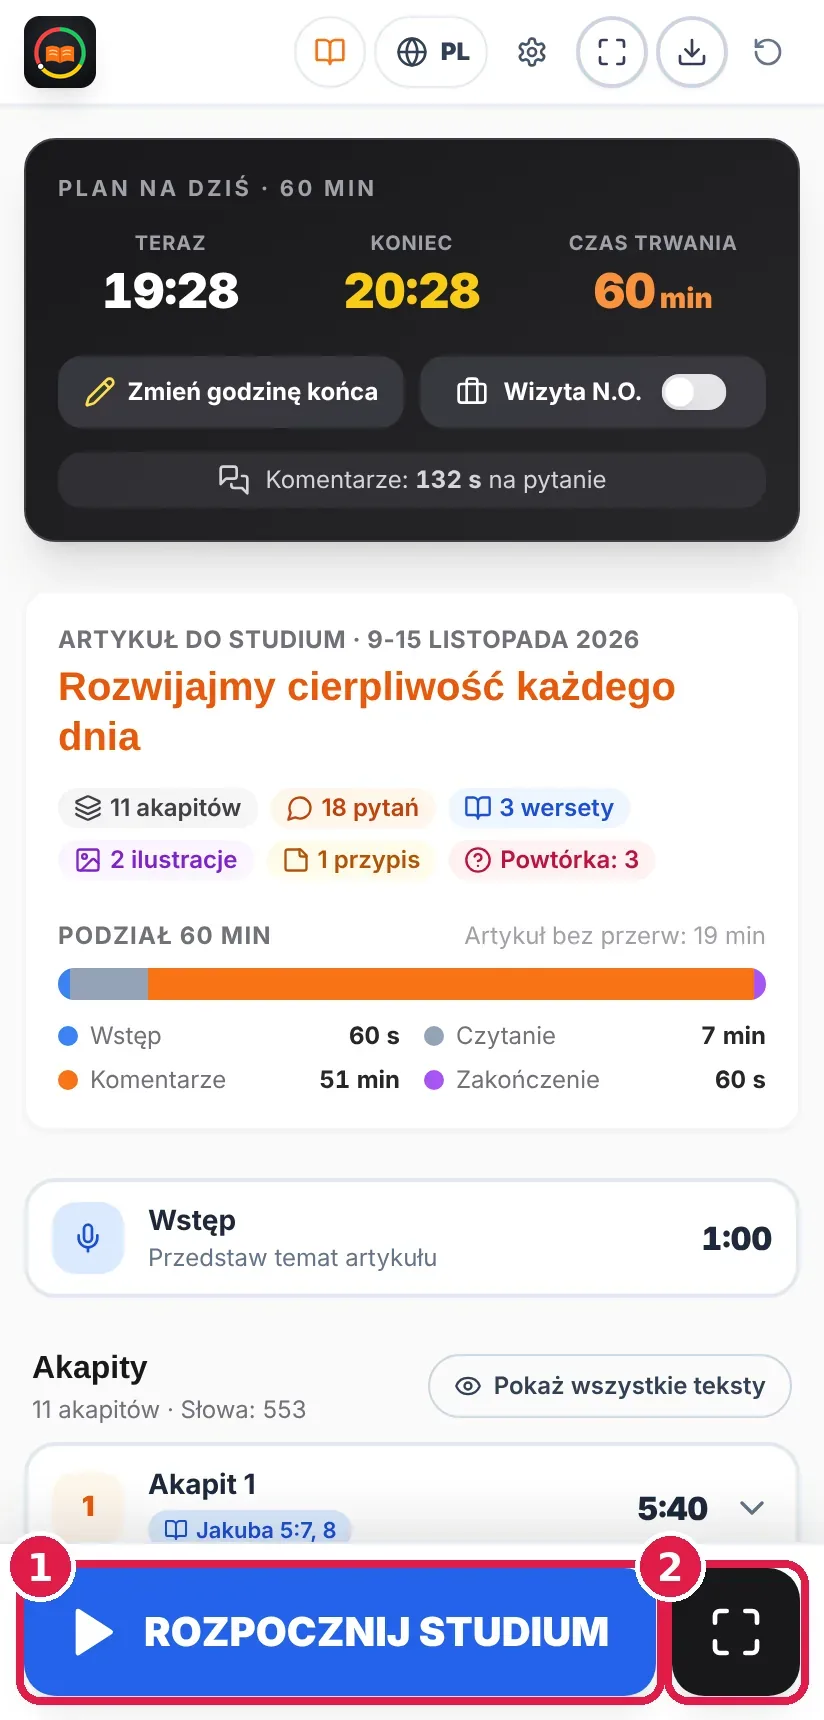 PL
PLAN NA DZIŚ · 60 MIN
TERAZ KONIEC CZAS TRWANIA
19:28 20:28 60 min
Zmień godzinę końca Wizyta N.O.
Komentarze: 132 s na pytanie
ARTYKUŁ DO STUDIUM · 9-15 LISTOPADA 2026
Rozwijajmy cierpliwość każdego
dnia
11 akapitów 18 pytań 3 wersety
2 ilustracje 1 przypis Powtórka: 3
PODZIAŁ 60 MIN Artykuł bez przerw: 19 min
Wstęp 60 s Czytanie 7 min
Komentarze 51 min Zakończenie 60 s
Wstęp
Przedstaw temat artykułu
1:00
Akapity
11 akapitów · Słowa: 553
Pokaż wszystkie teksty
1
Akapit 1
Jakuba 5:7, 8
5:40
1 2
ROZPOCZNIJ STUDIUM